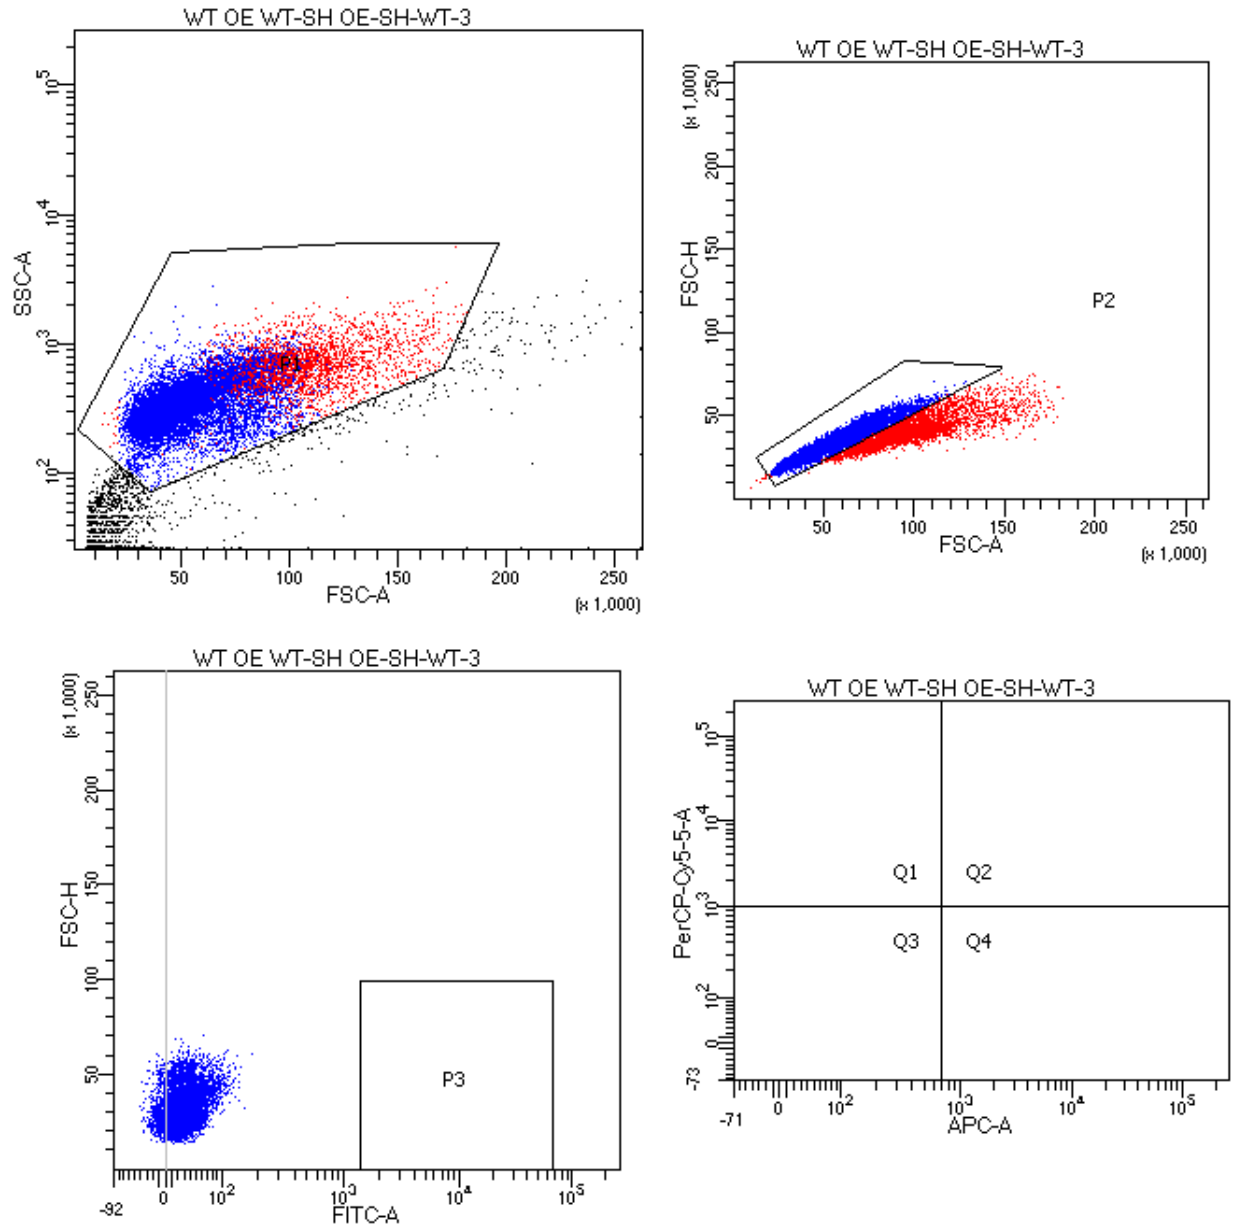 WT OE WT-SH OE-SH-WT-3
SSC-A
10^5
10^4
10^3
10^2
P1
50 100 150 200 250
FSC-A
(x 1,000)
WT OE WT-SH OE-SH-WT-3
(x 1,000)
FSC-H
250
200
150
100
50
P2
50 100 150 200 250
FSC-A
(x 1,000)
WT OE WT-SH OE-SH-WT-3
(x 1,000)
FSC-H
250
200
150
100
50
P3
-92 0 10^2 10^3 10^4 10^5
FITC-A
WT OE WT-SH OE-SH-WT-3
PerCP-Cy5-5-A
10^5
10^4
10^3
10^2
0
-73
Q1 Q2
Q3 Q4
-71 0 10^2 10^3 10^4 10^5
APC-A